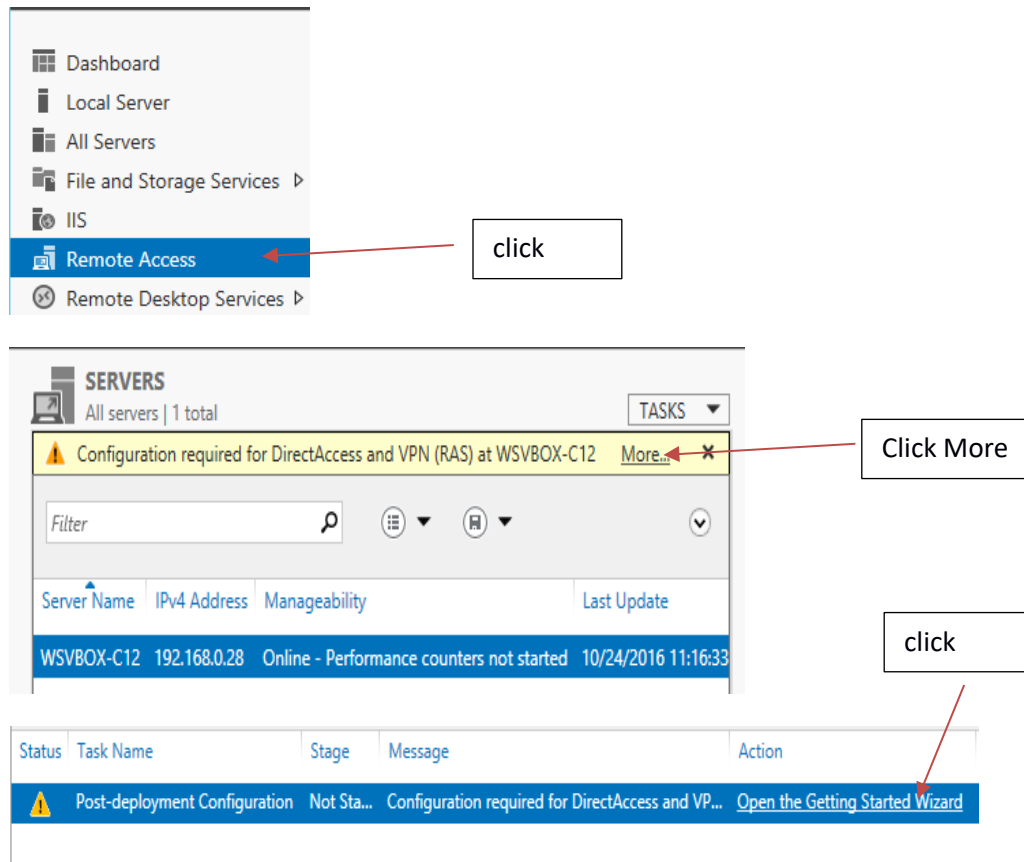 Dashboard
Local Server
All Servers
File and Storage Services
IIS
Remote Access
click
Remote Desktop Services
SERVERS
All servers | 1 total
TASKS
Configuration required for DirectAccess and VPN (RAS) at WSVBOX-C12 More...
Click More
Filter
Server Name IPv4 Address Manageability Last Update
WSVBOX-C12 192.168.0.28 Online - Performance counters not started 10/24/2016 11:16:33
click
Status Task Name Stage Message Action
Post-deployment Configuration Not Sta... Configuration required for DirectAccess and VP... Open the Getting Started Wizard